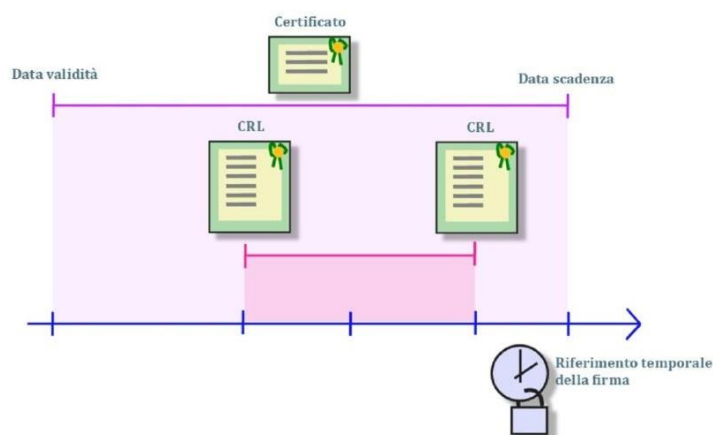 Certificato
Data validità
Data scadenza
CRL
CRL
Riferimento temporale
della firma